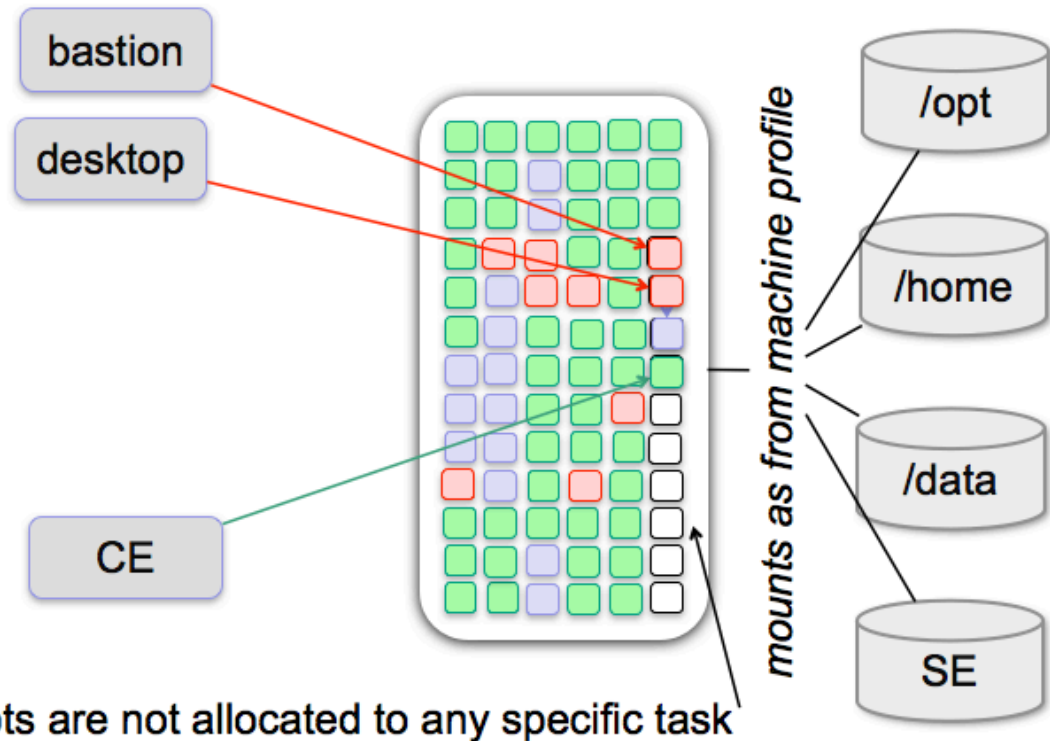 bastion
desktop
CE
mounts as from machine profile
/opt
/home
/data
SE
are not allocated to any specific task